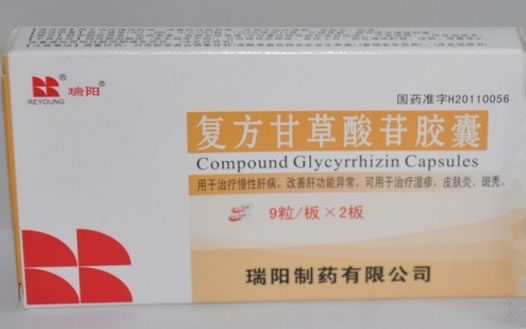 瑞阳®
REYOUNG
国药准字H20110056
复方甘草酸苷胶囊
Compound Glycyrrhizin Capsules
用于治疗慢性肝病，改善肝功能异常。可用于治疗湿疹、皮肤炎、斑秃。
9粒/板×2板
瑞阳制药有限公司